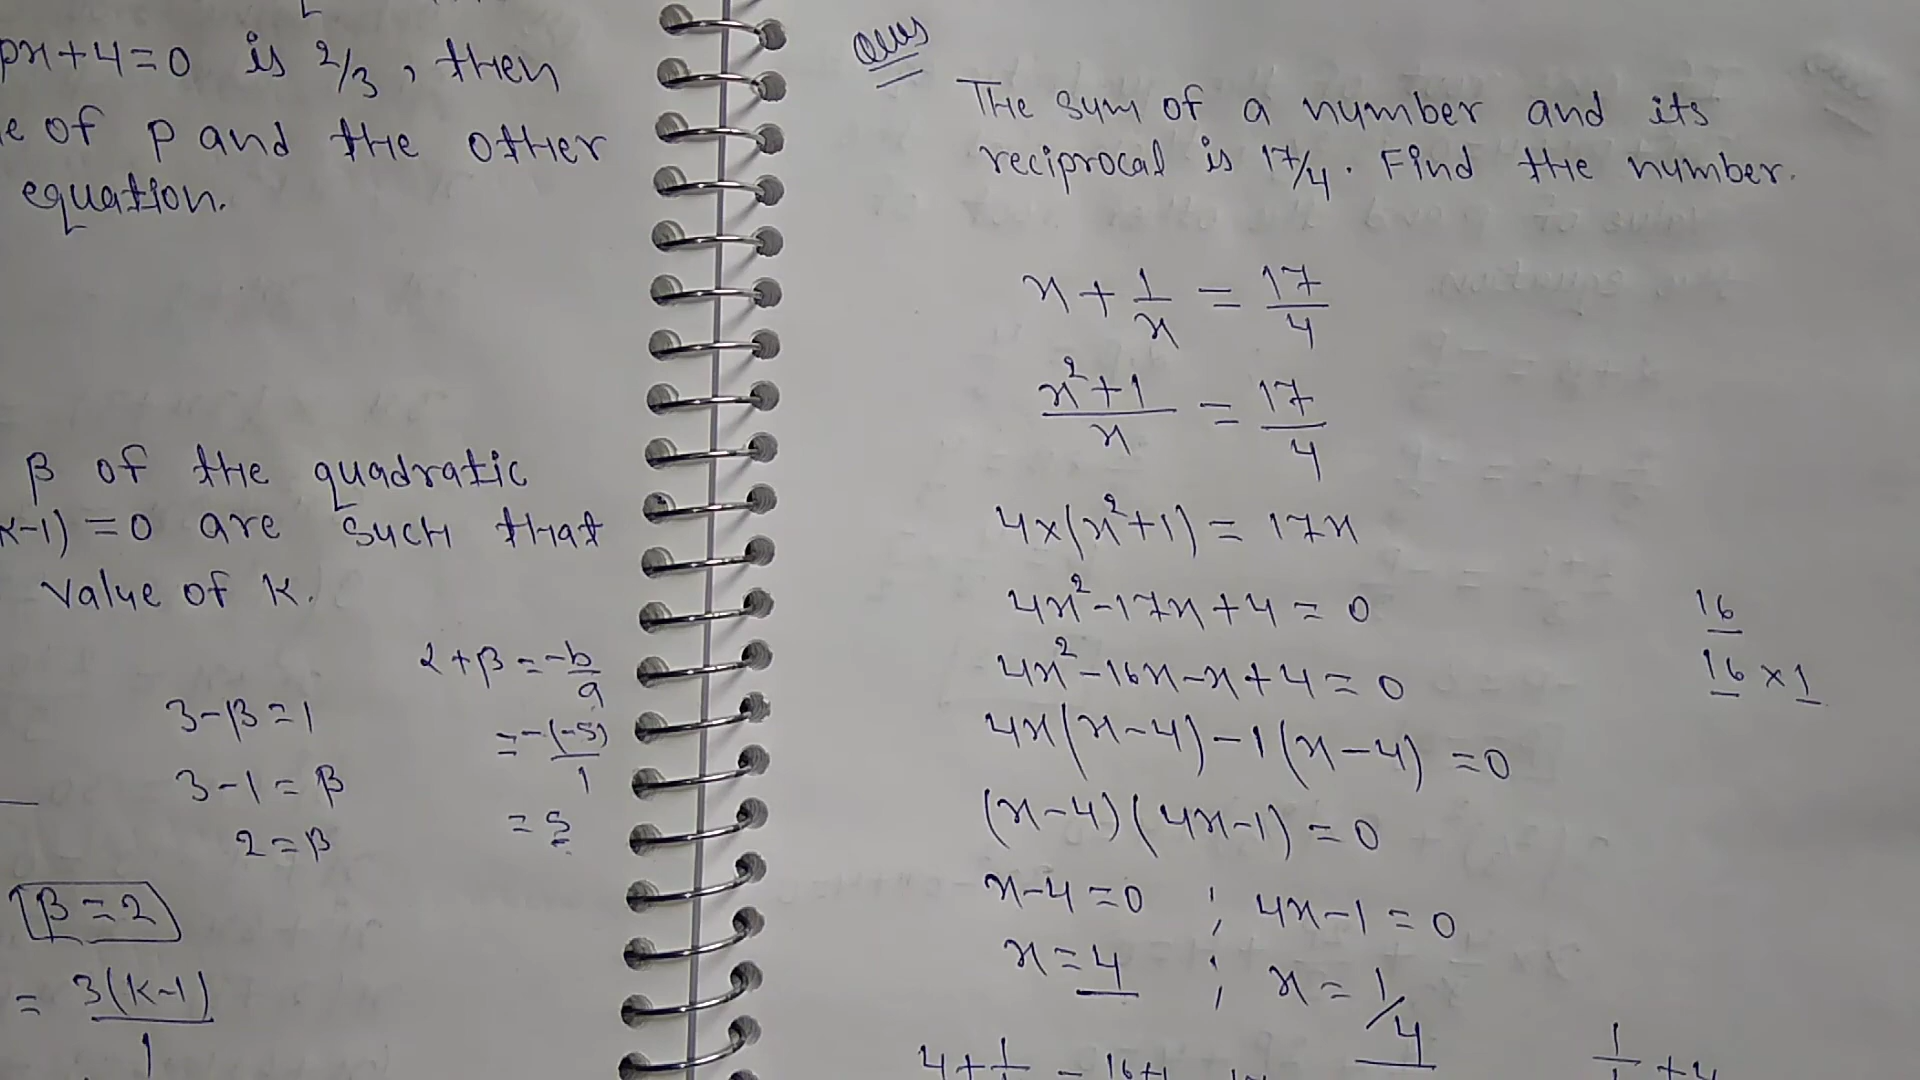 px+4=0 is 2/3, then
e of p and the other
equation.
β of the quadratic
k-1)=0 are such that
value of k.
2+β=-b/a
3-β=1
=-(-5)/1
3-1=β
=5
2=β
β=2
= 3(k-1)/1
Ques
The sum of a number and its
reciprocal is 17/4. Find the number.
x+1/x = 17/4
x²+1/x = 17/4
4x(x²+1) = 17x
4x²-17x+4=0
16
4x²-16x-x+4=0
16x1
4x(x-4)-1(x-4)=0
(x-4)(4x-1)=0
x-4=0 ; 4x-1=0
x=4 ; x=1/4